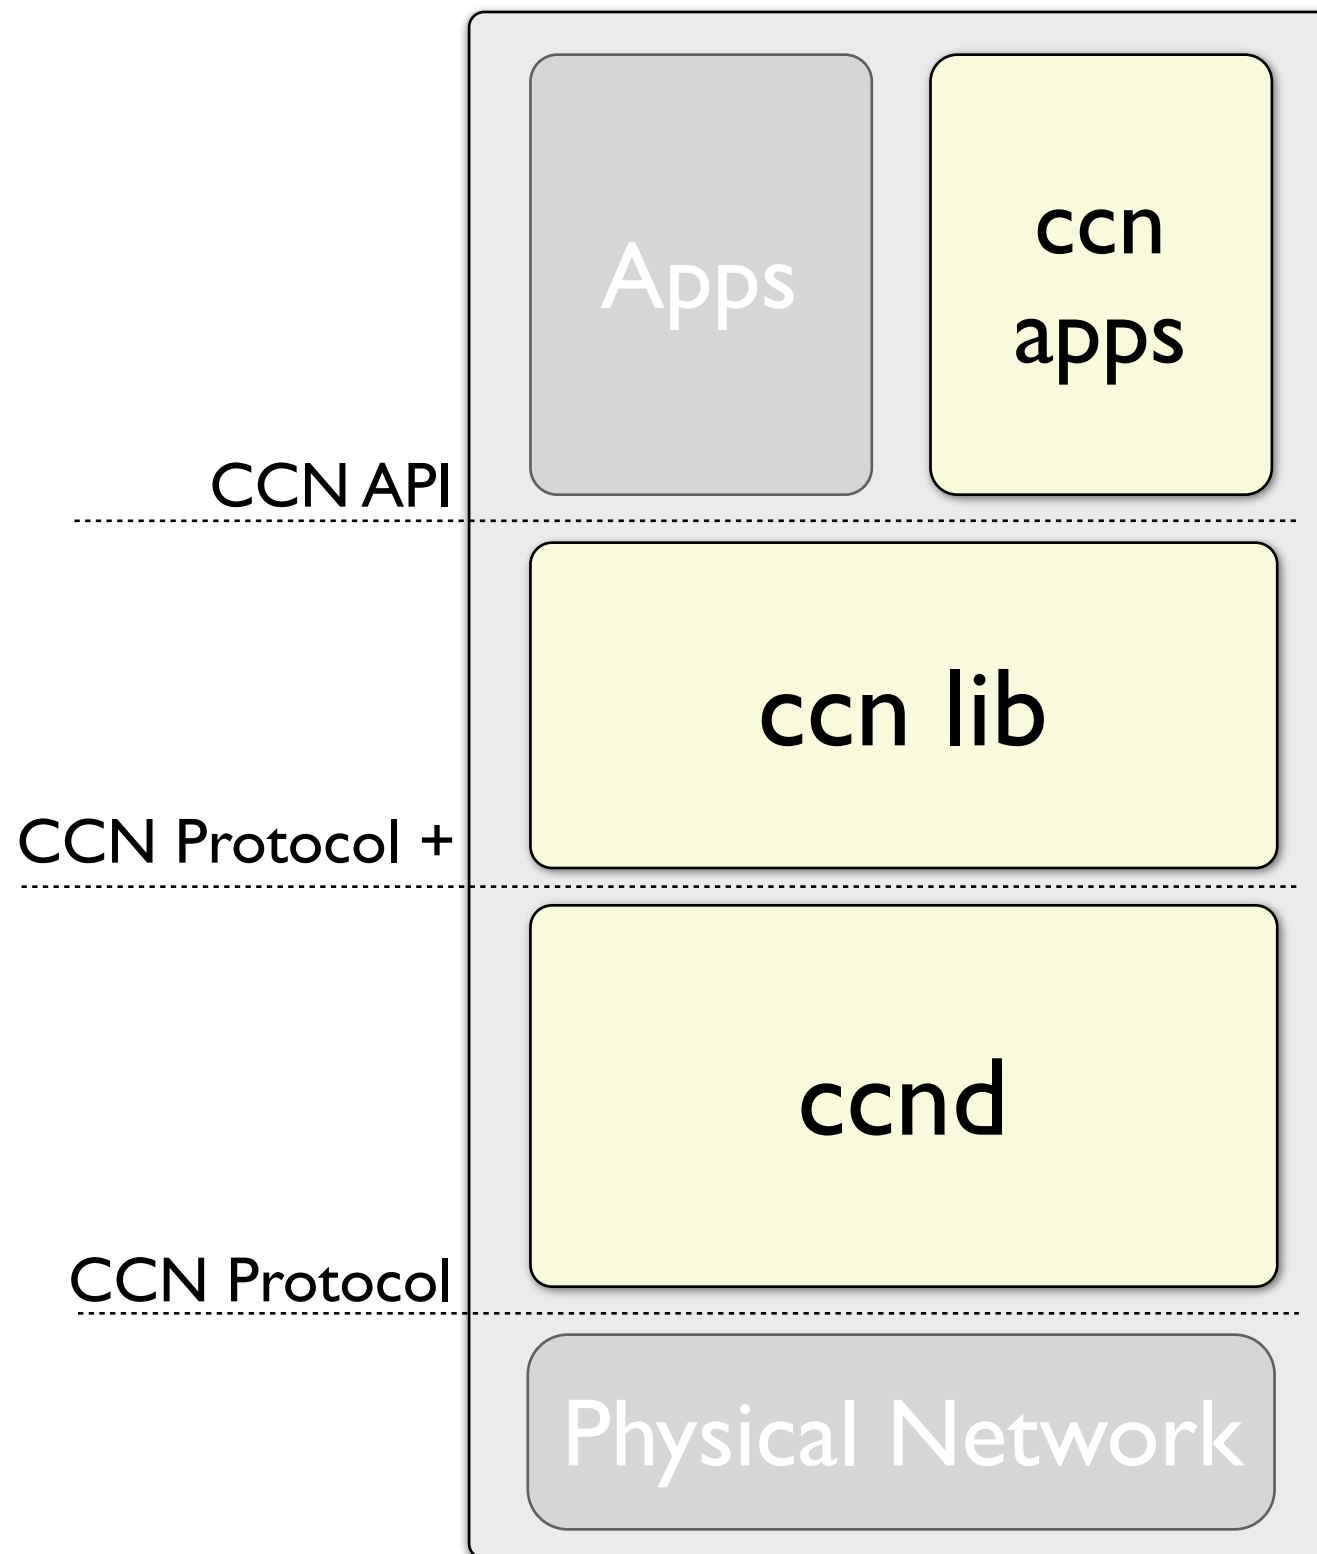 Apps
ccn
apps
CCN API
ccn lib
CCN Protocol +
ccnd
CCN Protocol
Physical Network